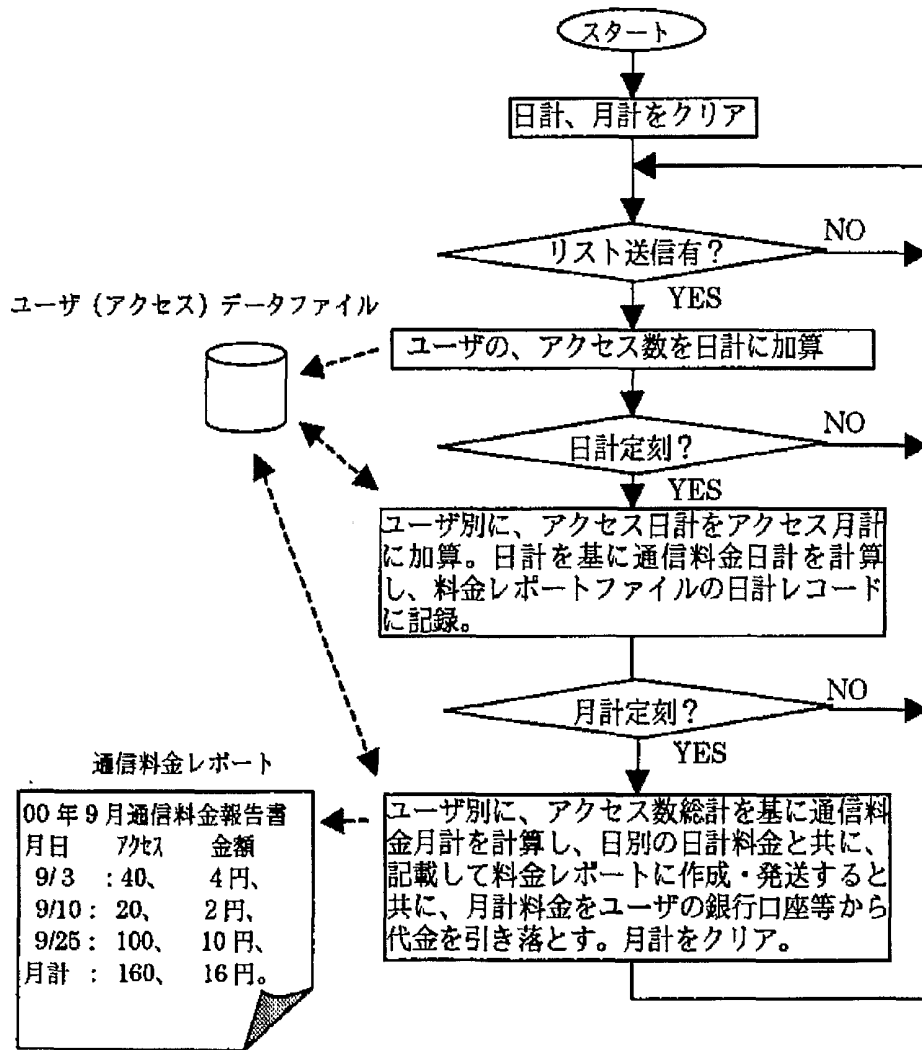 スタート
日計、月計をクリア
リスト送信有？
NO
YES
ユーザ（アクセス）データファイル
ユーザの、アクセス数を日計に加算
日計定刻？
NO
YES
ユーザ別に、アクセス日計をアクセス月計
に加算。日計を基に通信料金日計を計算
し、料金レポートファイルの日計レコード
に記録。
月計定刻？
NO
YES
通信料金レポート
00年9月通信料金報告書
月日 ｱｸｾｽ 金額
9/3 ：40、 4円、
9/10：20、 2円、
9/25：100、 10円、
月計 ：160、 16円。
ユーザ別に、アクセス数総計を基に通信料
金月計を計算し、日別の日計料金と共に、
記載して料金レポートに作成・発送すると
共に、月計料金をユーザの銀行口座等から
代金を引き落とす。月計をクリア。